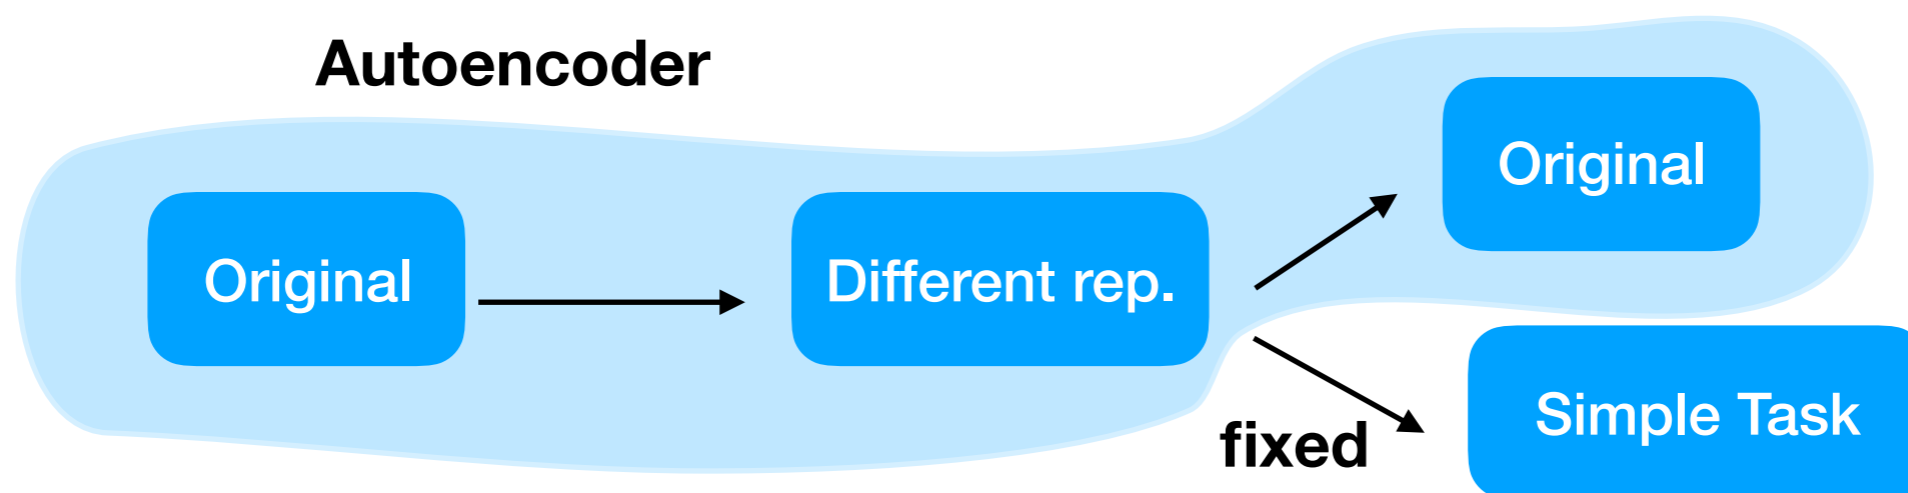 Autoencoder
Original
Different rep.
Original
fixed
Simple Task